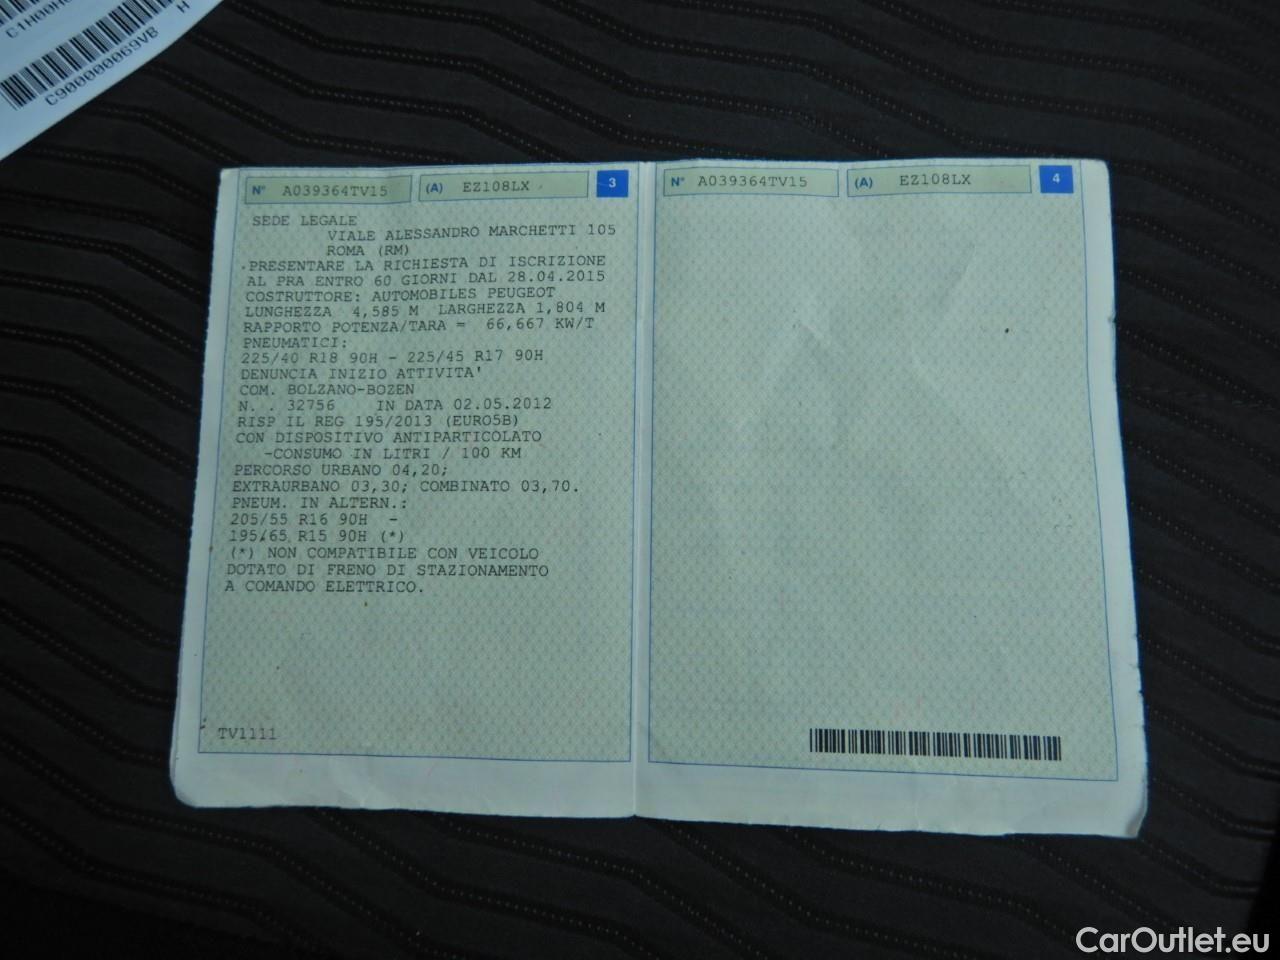 C1H00H
C900000069VB
H
N° A039364TV15 (A) EZ108LX 3
SEDE LEGALE
VIALE ALESSANDRO MARCHETTI 105
ROMA (RM)
.PRESENTARE LA RICHIESTA DI ISCRIZIONE
AL PRA ENTRO 60 GIORNI DAL 28.04.2015
COSTRUTTORE: AUTOMOBILES PEUGEOT
LUNGHEZZA 4,585 M LARGHEZZA 1,804 M
RAPPORTO POTENZA/TARA = 66,667 KW/T
PNEUMATICI:
225/40 R18 90H - 225/45 R17 90H
DENUNCIA INIZIO ATTIVITA'
COM. BOLZANO-BOZEN
N. . 32756 IN DATA 02.05.2012
RISP IL REG 195/2013 (EURO5B)
CON DISPOSITIVO ANTIPARTICOLATO
-CONSUMO IN LITRI / 100 KM
PERCORSO URBANO 04,20;
EXTRAURBANO 03,30; COMBINATO 03,70.
PNEUM. IN ALTERN.:
205/55 R16 90H -
195/65 R15 90H (*)
(*) NON COMPATIBILE CON VEICOLO
DOTATO DI FRENO DI STAZIONAMENTO
A COMANDO ELETTRICO.
TV1111
N° A039364TV15 (A) EZ108LX 4
CarOutlet.eu